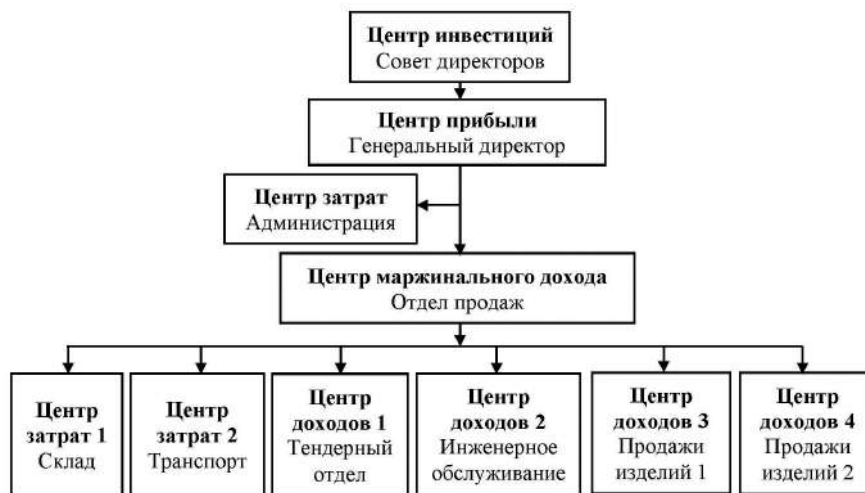 Центр инвестиций
Совет директоров
Центр прибыли
Генеральный директор
Центр затрат
Администрация
Центр маржинального дохода
Отдел продаж
Центр
затрат 1
Склад
Центр
затрат 2
Транспорт
Центр
доходов 1
Тендерный
отдел
Центр
доходов 2
Инженерное
обслуживание
Центр
доходов 3
Продажи
изделий 1
Центр
доходов 4
Продажи
изделий 2